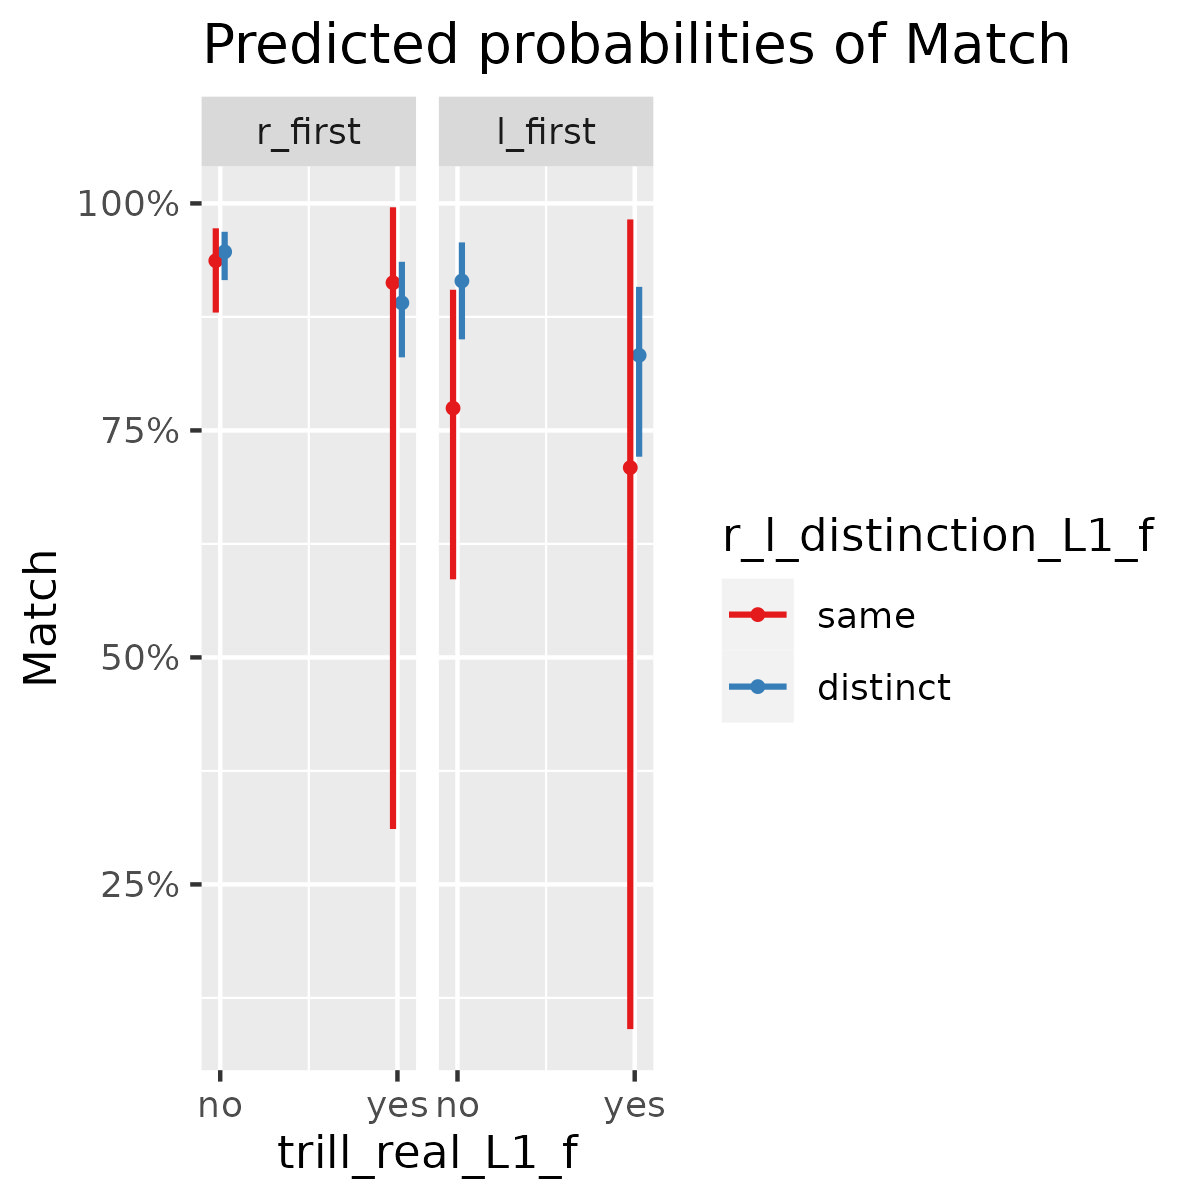 Predicted probabilities of Match
r_first
l_first
100%
75%
50%
25%
Match
no
yes
no
yes
trill_real_L1_f
r_l_distinction_L1_f
same
distinct